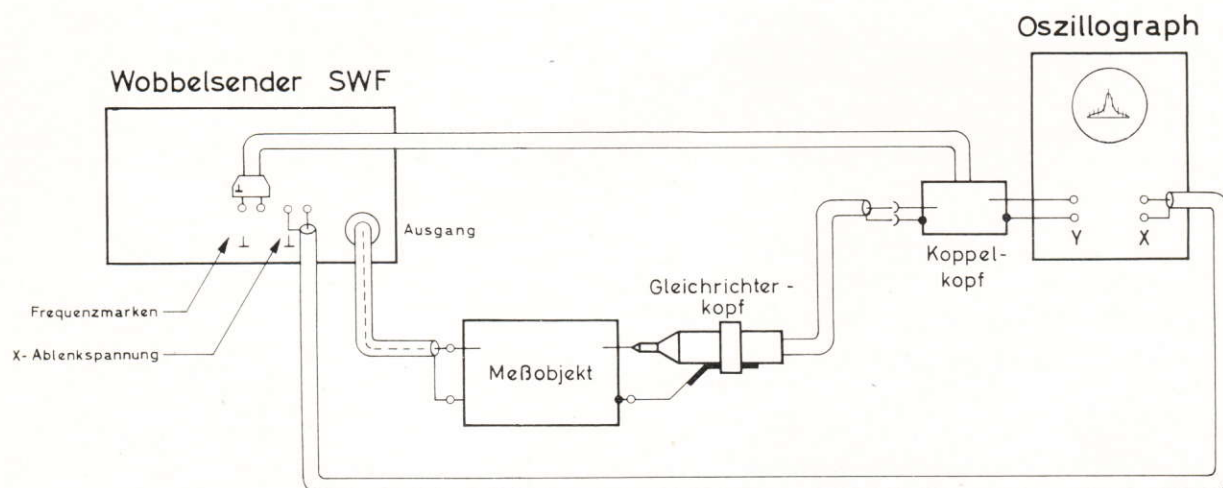 Oszillograph
Wobbelsender SWF
Ausgang
Y
X
Koppel-
kopf
Gleichrichter-
kopf
Frequenzmarken
X-Ablenkspannung
Meßobjekt